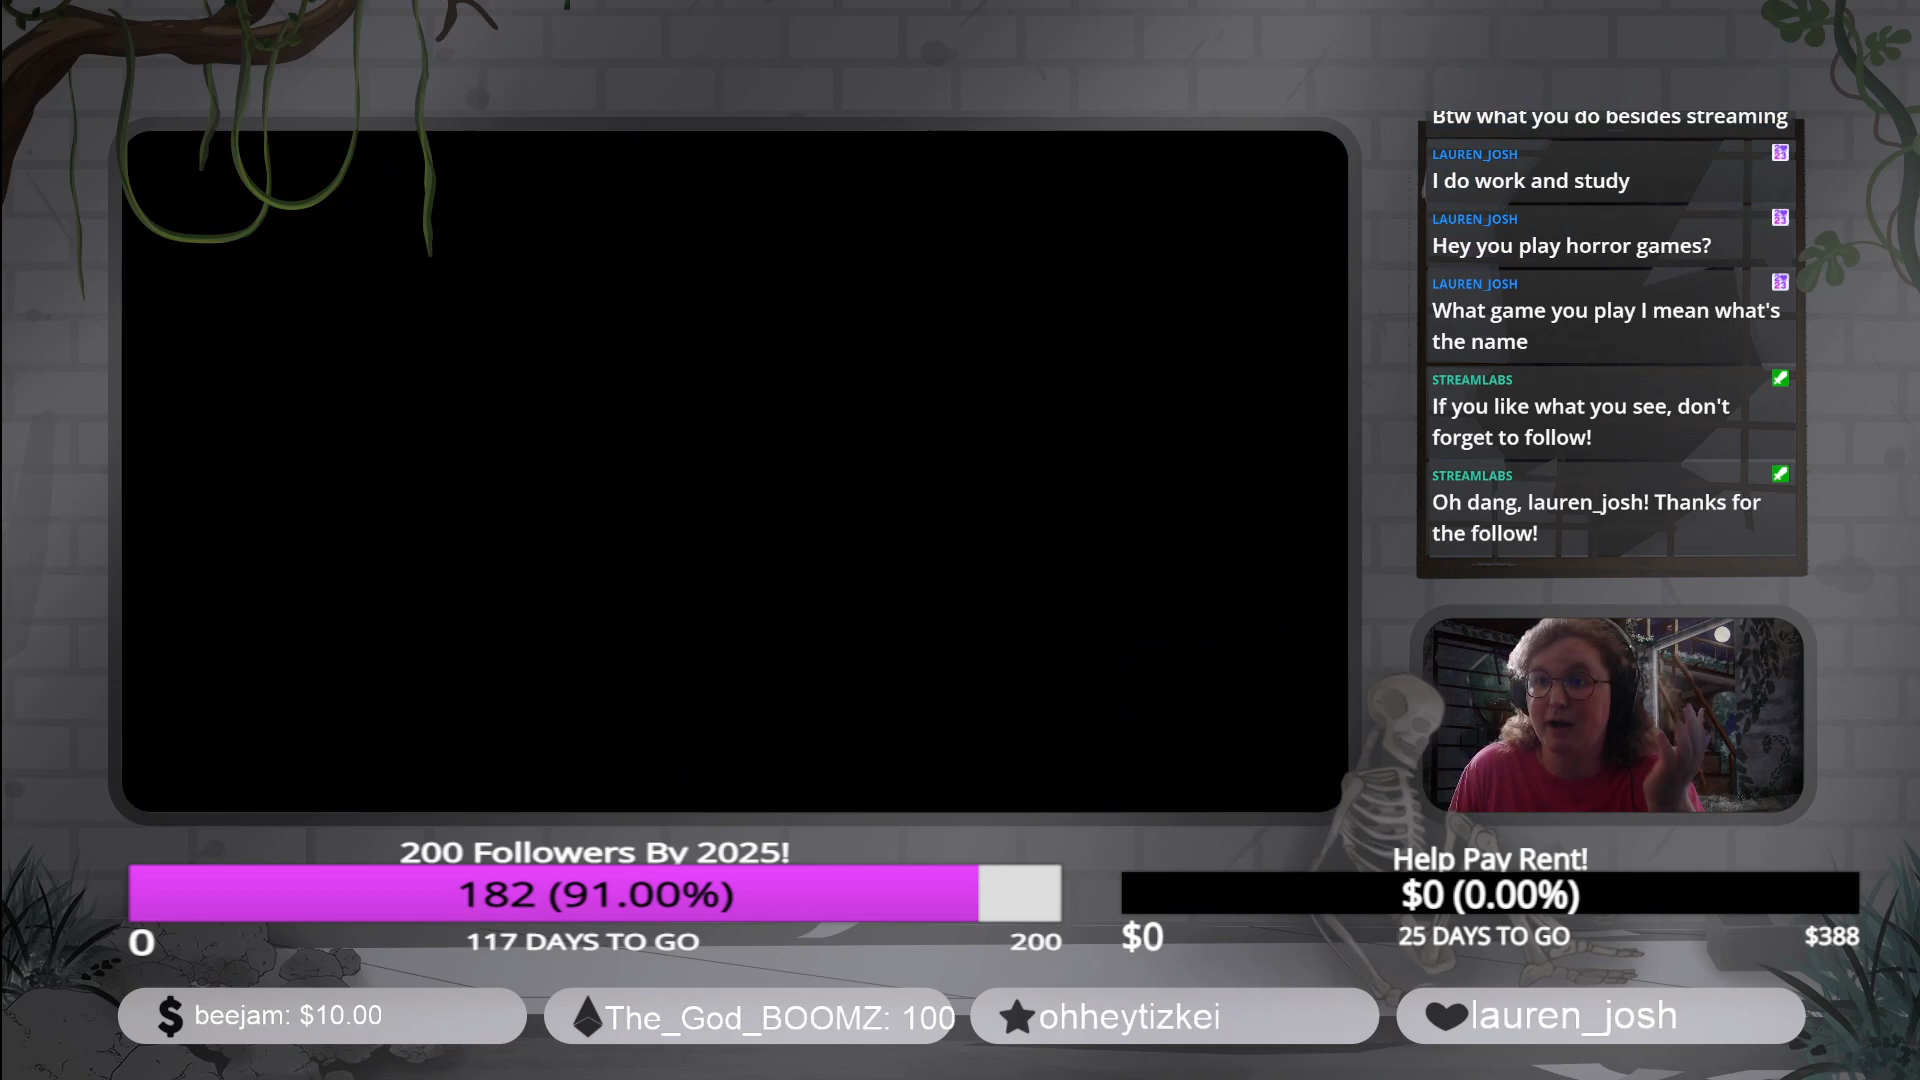 Btw what you do besides streaming
LAUREN_JOSH
I do work and study
LAUREN_JOSH
Hey you play horror games?
LAUREN_JOSH
What game you play I mean what's
the name
STREAMLABS
If you like what you see, don't
forget to follow!
STREAMLABS
Oh dang, lauren_josh! Thanks for
the follow!
200 Followers By 2025!
182 (91.00%)
0
117 DAYS TO GO
200
Help Pay Rent!
$0 (0.00%)
$0
25 DAYS TO GO
$388
beejam: $10.00
The_God_BOOMZ: 100
ohheytizkei
lauren_josh